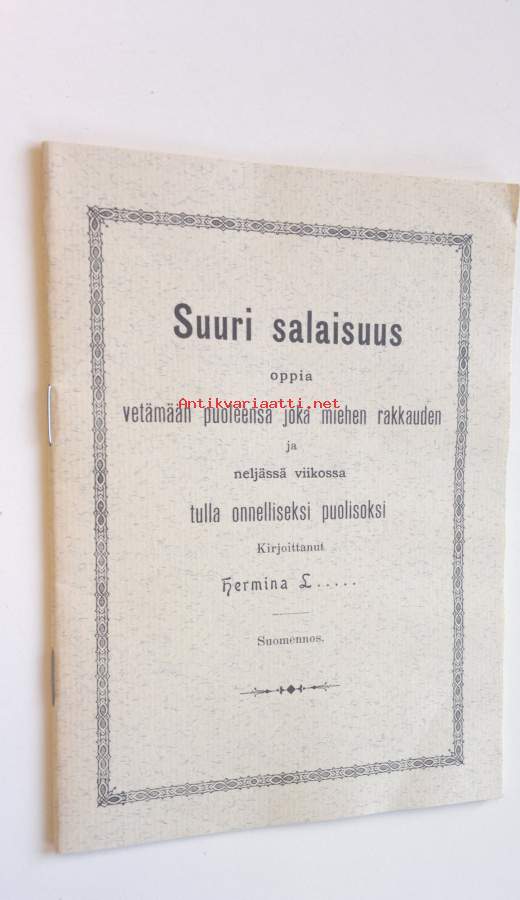 Suuri salaisuus
oppia
Antikvariaatti.net
vetämään puoleensa joka miehen rakkauden
ja
neljässä viikossa
tulla onnelliseksi puolisoksi
Kirjoittanut
Hermina L.....
Suomennos.